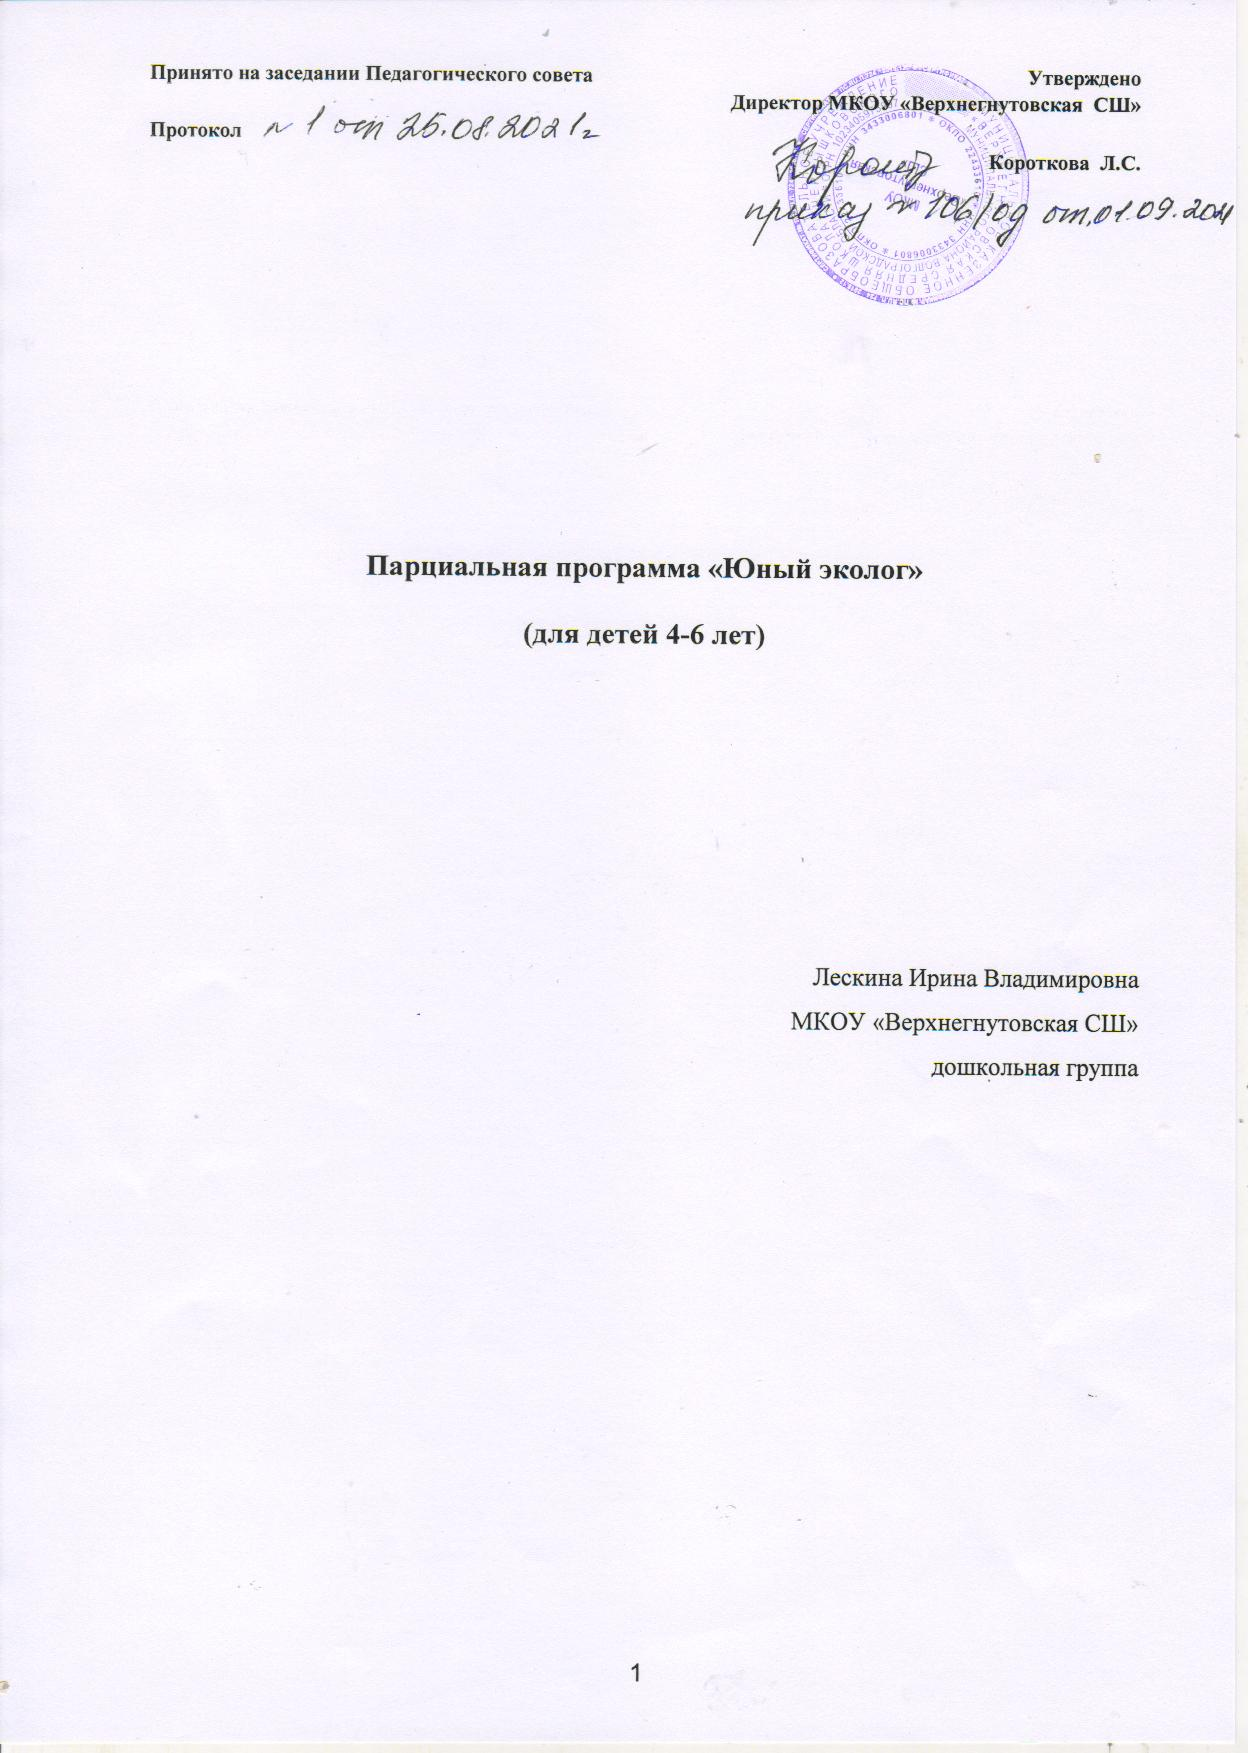 Принято на заседании Педагогического совета
Протокол № 1 от 25.08.2021г
Утверждено
Директор МКОУ «Верхнегнутовская СШ»
Короткова Л.С.
приказ № 106/од от 01.09.2021
Парциальная программа «Юный эколог»
(для детей 4-6 лет)
Лескина Ирина Владимировна
МКОУ «Верхнегнутовская СШ»
дошкольная группа
1